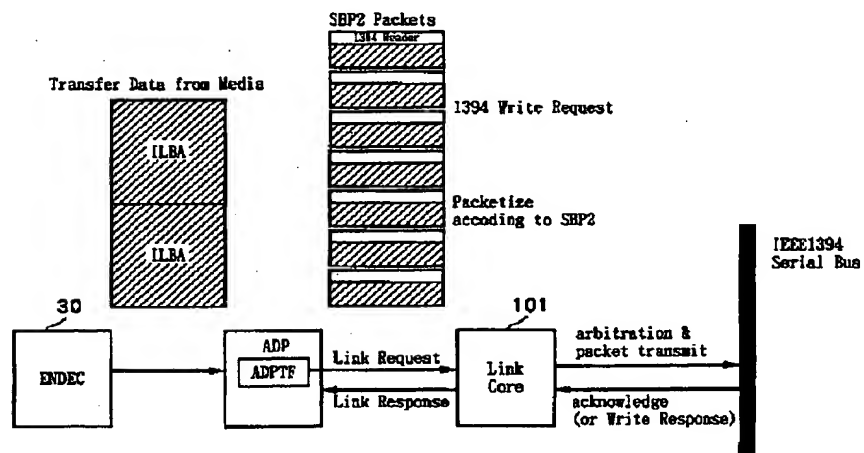 SBP2 Packets
1394 Header
Transfer Data from Media
1394 Write Request
ILBA
Packetize
accoding to SBP2
ILBA
IEEE1394
Serial Bus
30
101
ENDEC
ADP
ADPTF
Link Request
Link Response
Link
Core
arbitration &
packet transmit
acknowledge
(or Write Response)